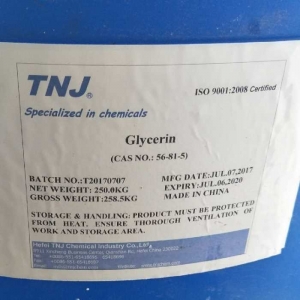 TNJ®
Specialized in chemicals
ISO 9001:2008 Certified
Glycerin
(CAS NO.: 56-81-5)
BATCH NO.:T20170707
NET WEIGHT: 250.0KG
GROSS WEIGHT:258.5KG
MFG DATE:JUL.07,2017
EXPIRY:JUL.06,2020
MADE IN CHINA
STORAGE & HANDLING: PRODUCT MUST BE PROTECTED
FROM HEAT. ENSURE THOROUGH VENTILATION OF
WORK AND STORAGE AREA.
Hefei TNJ Chemical Industry Co.,Ltd.